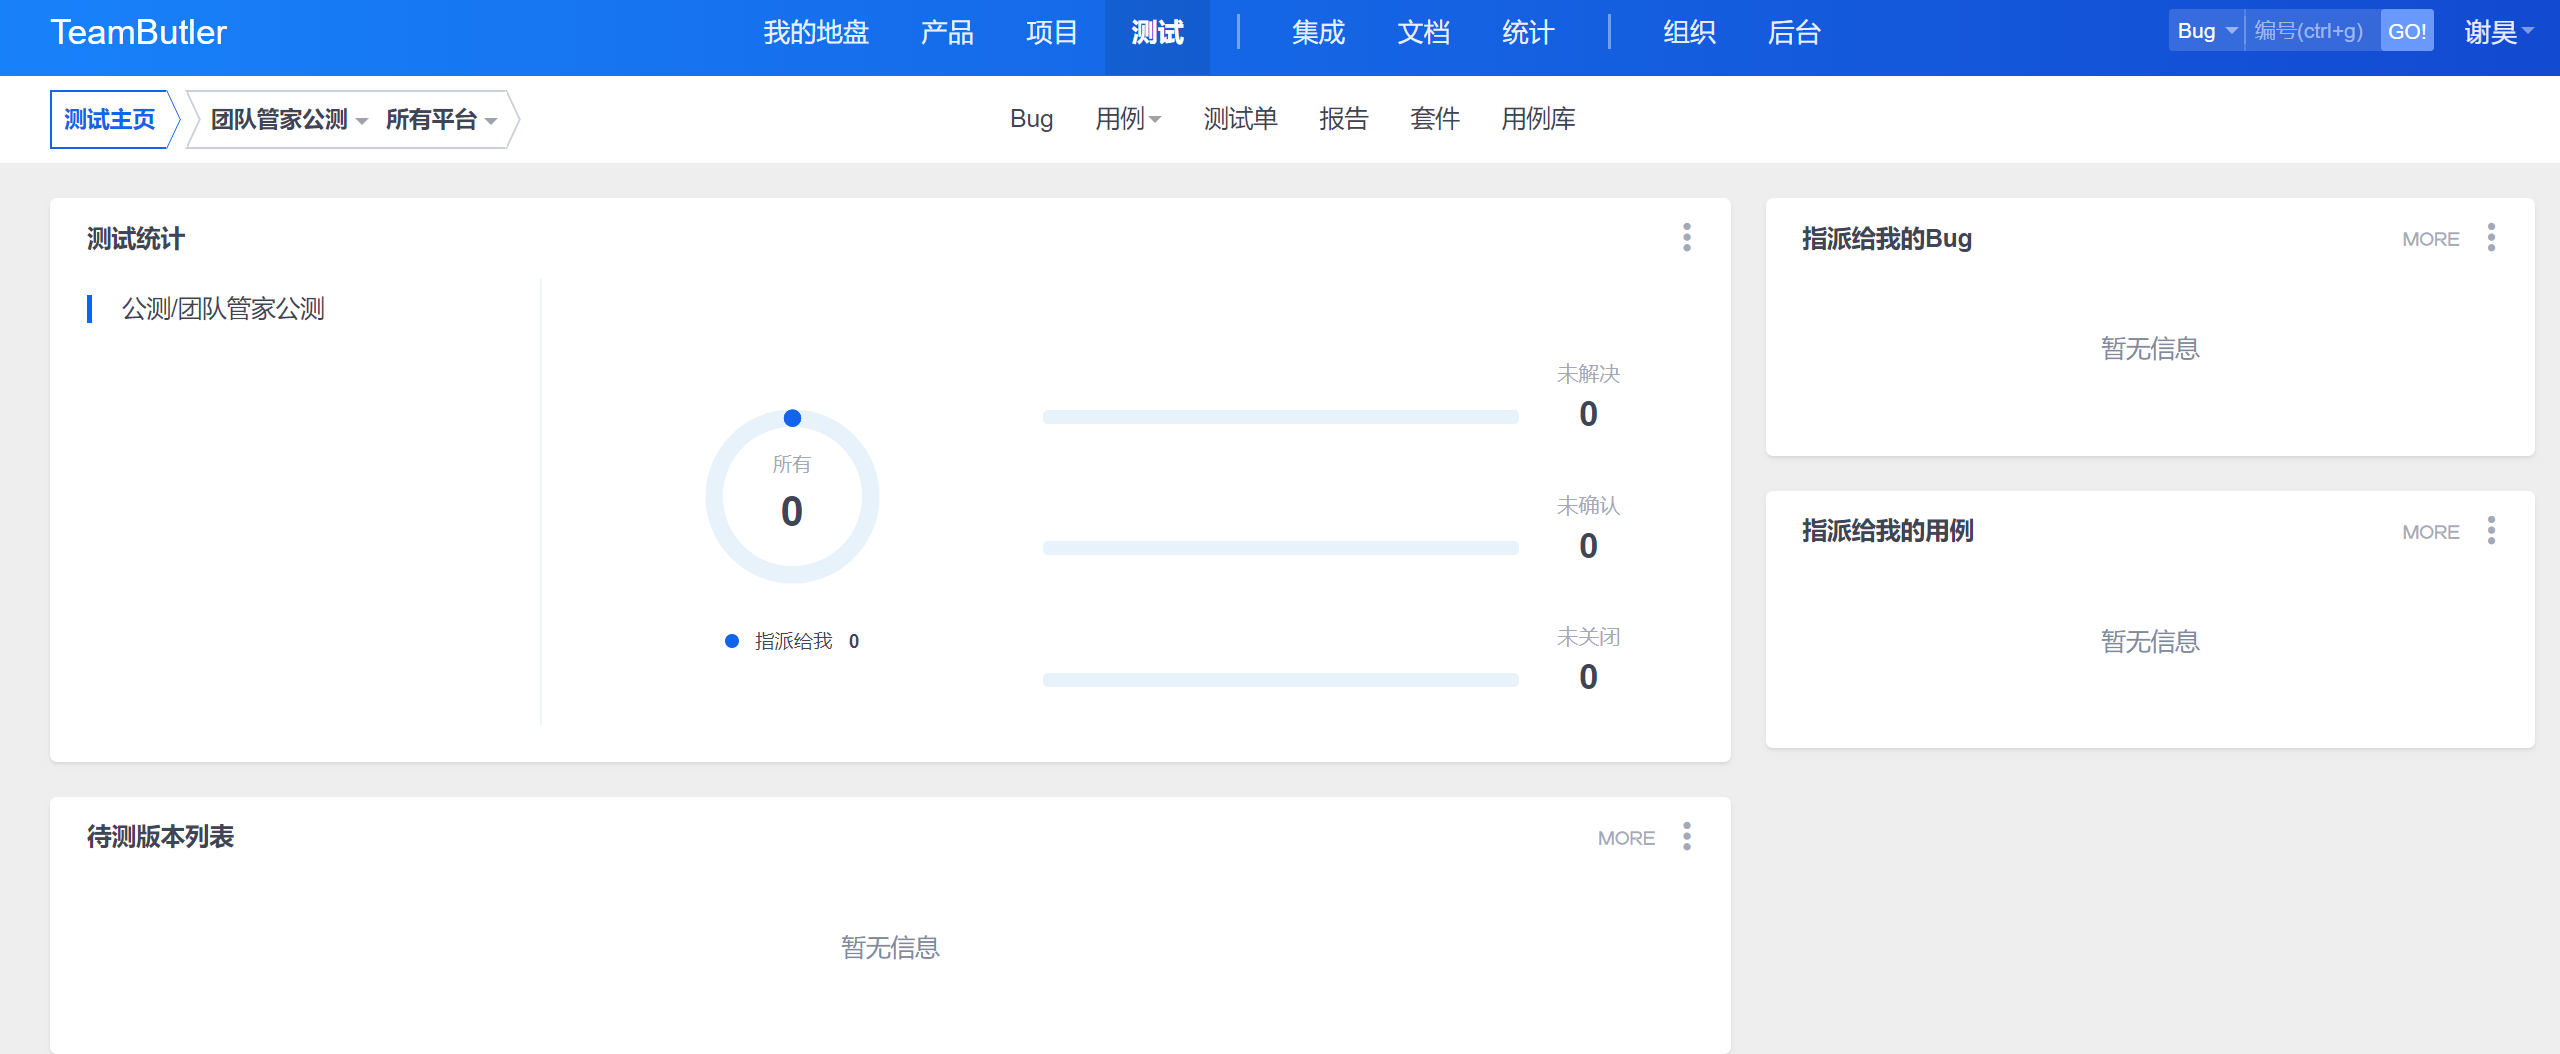 TeamButler 我的地盘 产品 项目 测试 集成 文档 统计 组织 后台 Bug 编号(ctrl+g) GO! 谢昊
测试主页 团队管家公测 所有平台 Bug 用例 测试单 报告 套件 用例库
测试统计
公测/团队管家公测
所有
0
指派给我 0
未解决
0
未确认
0
未关闭
0
指派给我的Bug MORE
暂无信息
指派给我的用例 MORE
暂无信息
待测版本列表 MORE
暂无信息